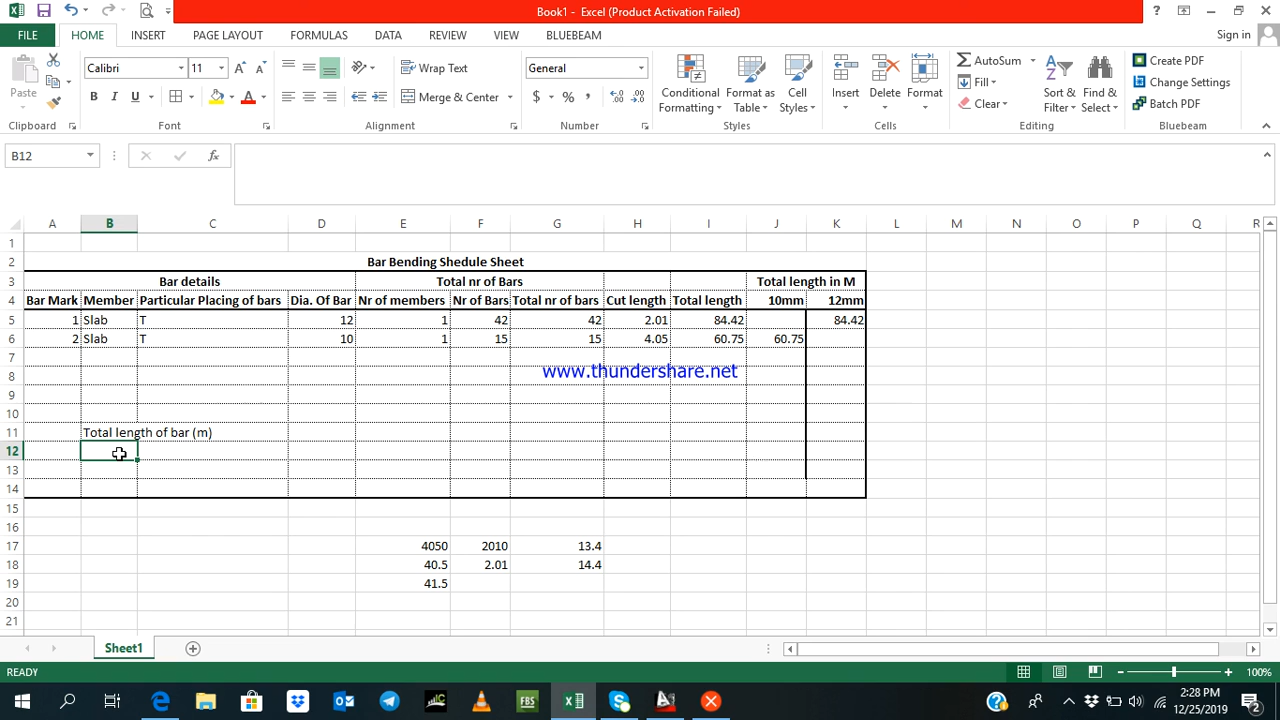 Book1 - Excel (Product Activation Failed)
FILE HOME INSERT PAGE LAYOUT FORMULAS DATA REVIEW VIEW BLUEBEAM Sign in
Paste
Calibri 11
B I U A
Wrap Text
Merge & Center
General
$ % ,
Conditional Formatting
Format as Table
Cell Styles
Insert
Delete
Format
AutoSum
Fill
Clear
Sort & Filter
Find & Select
Create PDF
Change Settings
Batch PDF
Clipboard Font Alignment Number Styles Cells Editing Bluebeam
B12 fx
A B C D E F G H I J K L M N O P Q R
1
2 Bar Bending Shedule Sheet
3 Bar details Total nr of Bars Total length in M
4 Bar Mark Member Particular Placing of bars Dia. Of Bar Nr of members Nr of Bars Total nr of bars Cut length Total length 10mm 12mm
5 1 Slab T 12 1 42 42 2.01 84.42 84.42
6 2 Slab T 10 1 15 15 4.05 60.75 60.75
7
www.thundershare.net
8
9
10
11 Total length of bar (m)
12
13
14
15
16
17 4050 2010 13.4
18 40.5 2.01 14.4
19 41.5
20
21
Sheet1
READY 100%
FBS
2:28 PM
12/25/2019
2